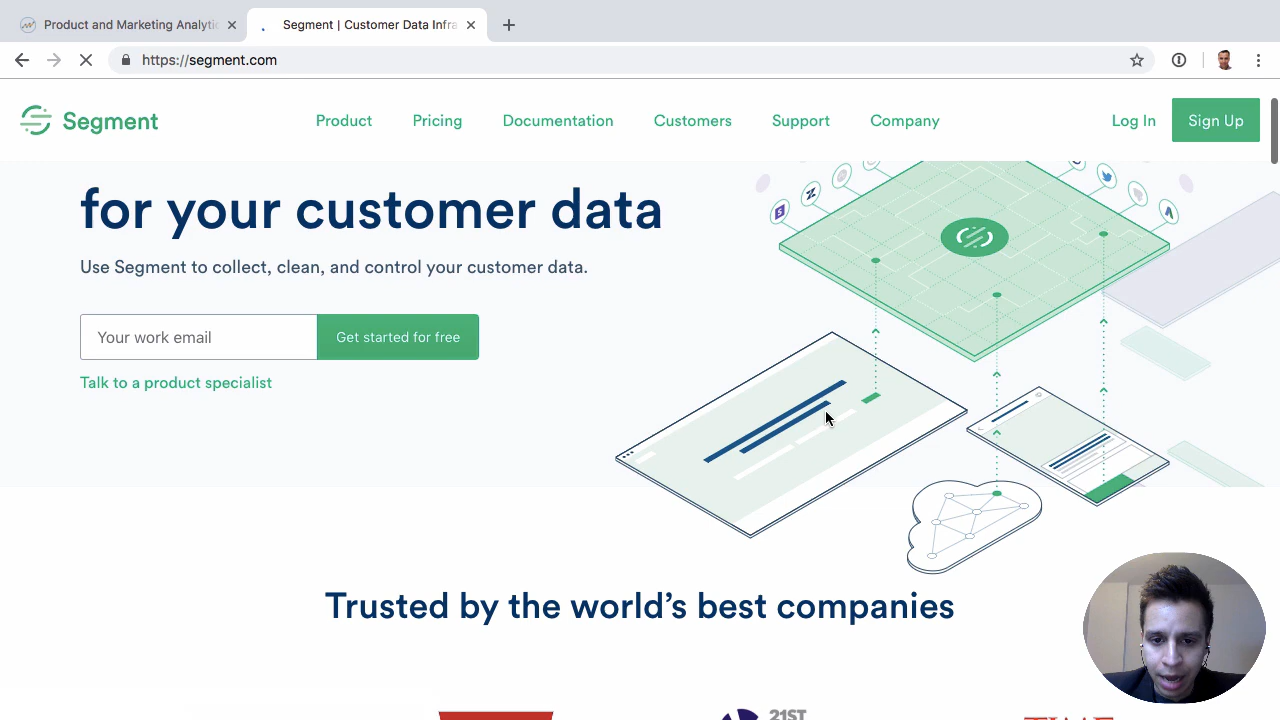 Product and Marketing Analytic
Segment | Customer Data Infra
https://segment.com
Segment
Product
Pricing
Documentation
Customers
Support
Company
Log In
Sign Up
for your customer data
Use Segment to collect, clean, and control your customer data.
Your work email
Get started for free
Talk to a product specialist
Trusted by the world's best companies
21ST
TIME